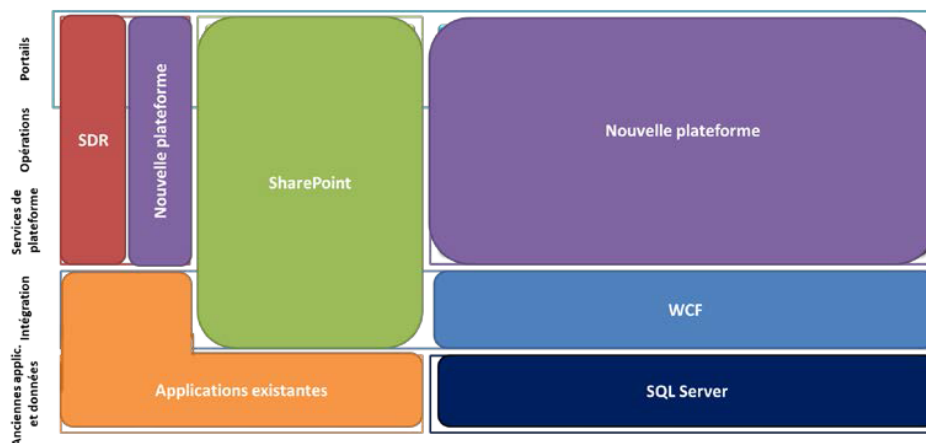 Portails
Opérations
Services de
plateforme
Intégration
Anciennes applic.
et données
SDR
Nouvelle plateforme
SharePoint
Nouvelle plateforme
WCF
Applications existantes
SQL Server